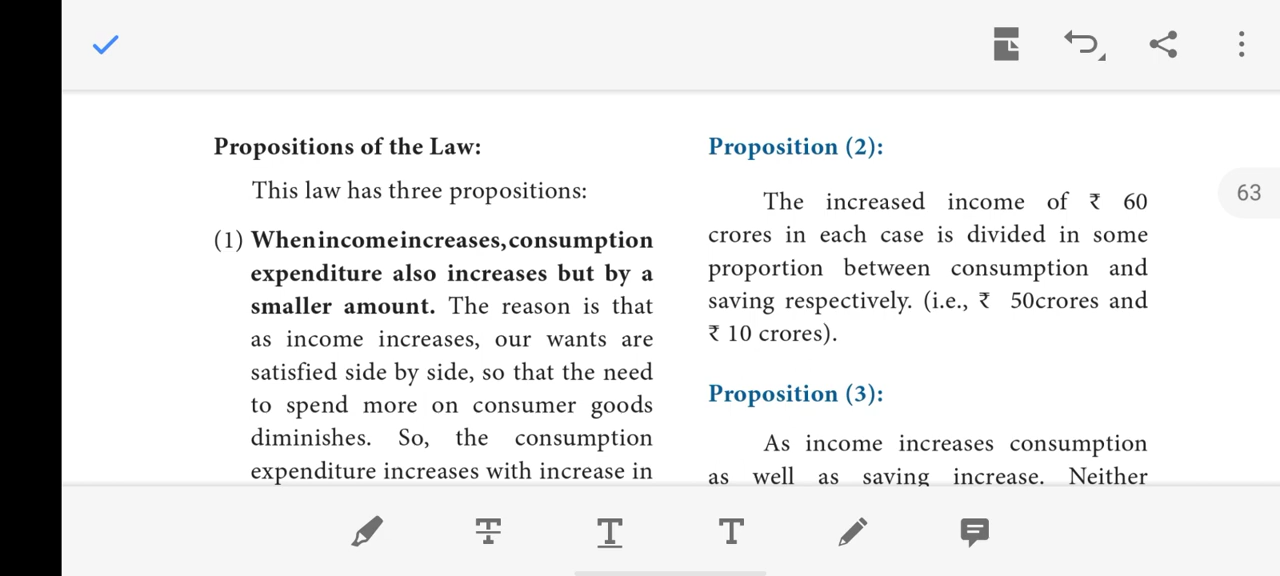 Propositions of the Law:
This law has three propositions:
(1) When income increases, consumption
expenditure also increases but by a
smaller amount. The reason is that
as income increases, our wants are
satisfied side by side, so that the need
to spend more on consumer goods
diminishes. So, the consumption
expenditure increases with increase in
Proposition (2):
The increased income of ₹ 60
crores in each case is divided in some
proportion between consumption and
saving respectively. (i.e., ₹ 50crores and
₹ 10 crores).
Proposition (3):
As income increases consumption
as well as saving increase. Neither
63